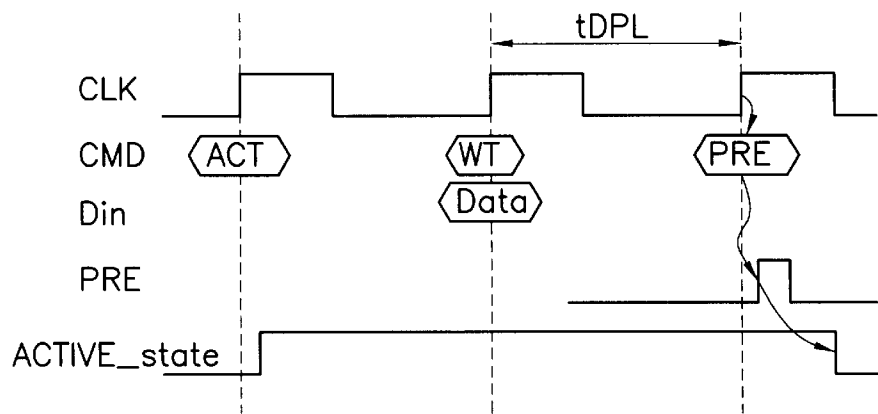 tDPL
CLK
CMD ACT WT PRE
Din Data
PRE
ACTIVE_state